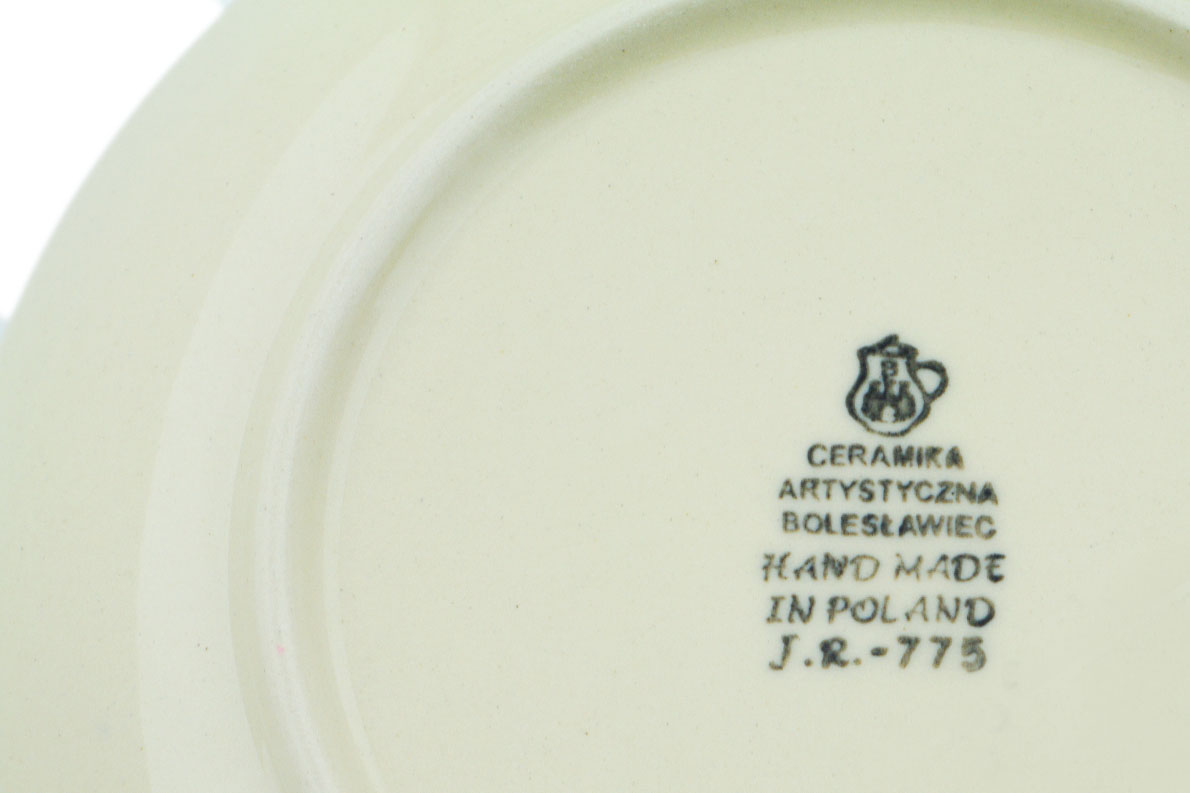 B
CERAMIKA
ARTYSTYCZNA
BOLESŁAWIEC
HAND MADE
IN POLAND
J.R.-775